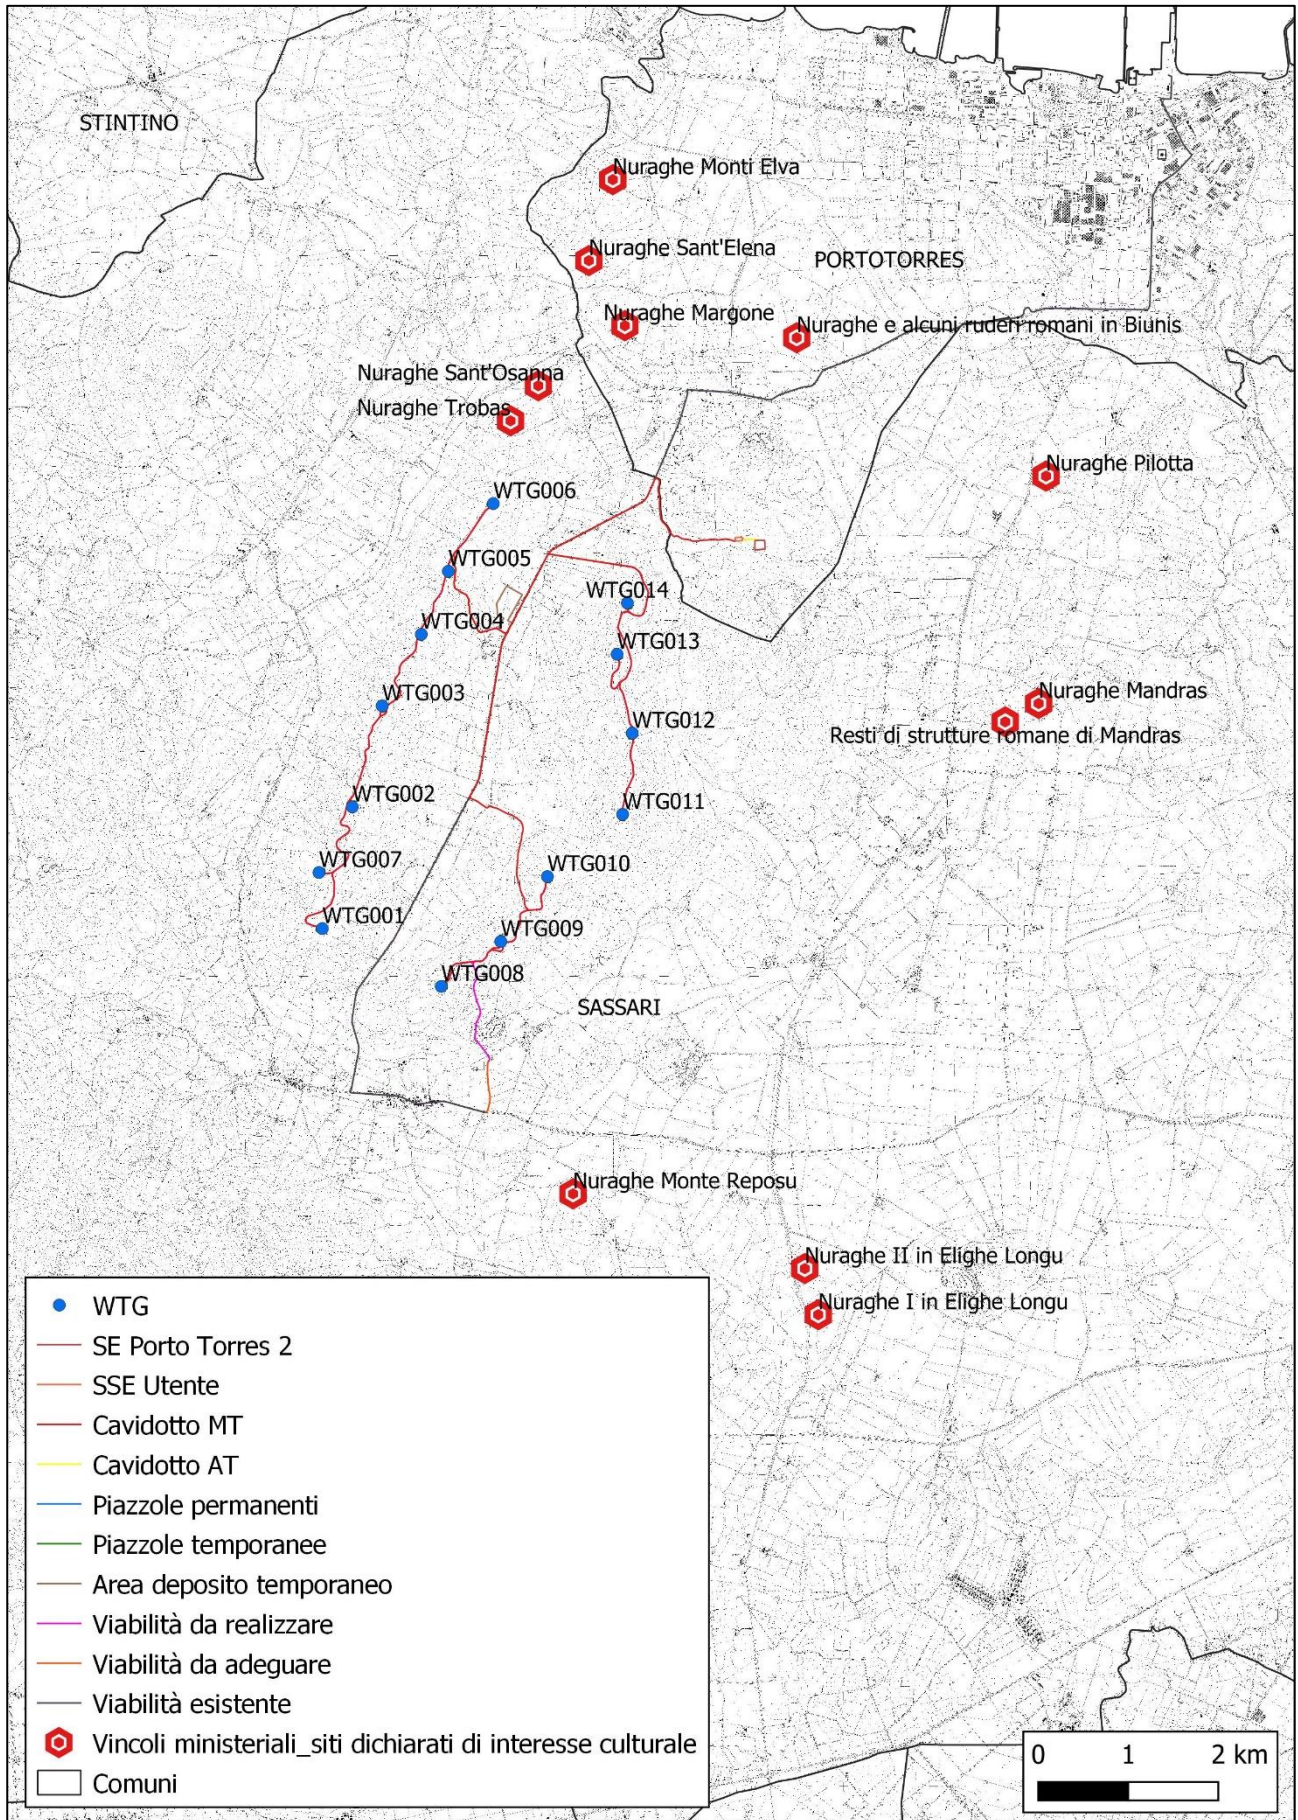 STINTINO
Nuraghe Monti Elva
Nuraghe Sant'Elena
PORTOTORRES
Nuraghe Margone
Nuraghe e alcuni ruderi romani in Biunis
Nuraghe Sant'Osanna
Nuraghe Trobas
Nuraghe Pilotta
WTG006
WTG005
WTG014
WTG004
WTG013
WTG003
Nuraghe Mandras
WTG012
Resti di strutture romane di Mandras
WTG002
WTG011
WTG007
WTG010
WTG001
WTG009
WTG008
SASSARI
Nuraghe Monte Reposu
Nuraghe II in Elighe Longu
Nuraghe I in Elighe Longu
WTG
SE Porto Torres 2
SSE Utente
Cavidotto MT
Cavidotto AT
Piazzole permanenti
Piazzole temporanee
Area deposito temporaneo
Viabilità da realizzare
Viabilità da adeguare
Viabilità esistente
Vincoli ministeriali_siti dichiarati di interesse culturale
Comuni
0 1 2 km